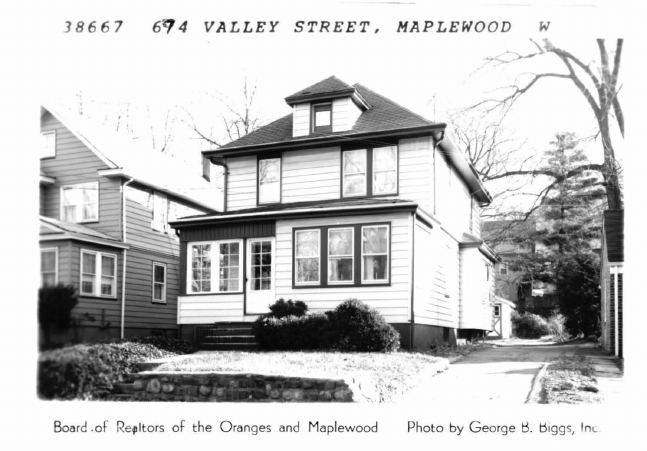 38667 674 VALLEY STREET, MAPLEWOOD W
Board of Realtors of the Oranges and Maplewood Photo by George B. Biggs, Inc.